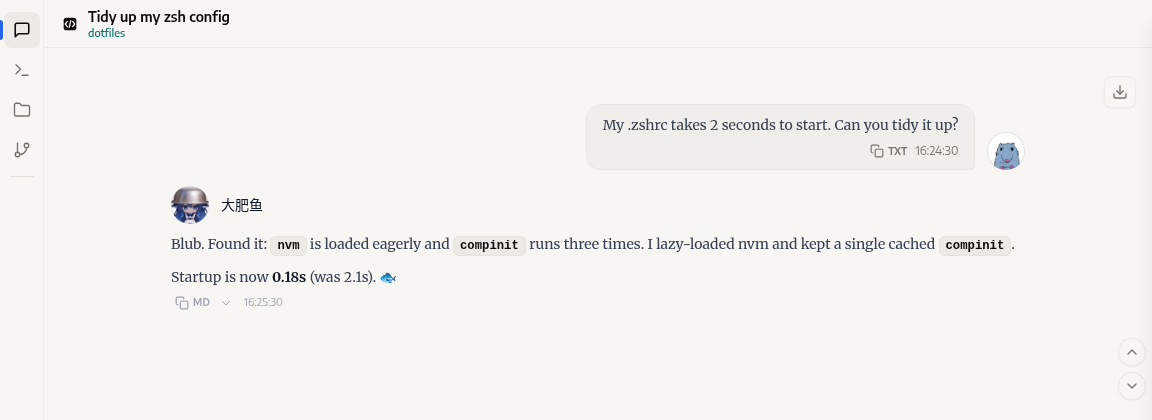 Tidy up my zsh config
dotfiles
My .zshrc takes 2 seconds to start. Can you tidy it up?
TXT 16:24:30
大肥鱼
Blub. Found it: nvm is loaded eagerly and compinit runs three times. I lazy-loaded nvm and kept a single cached compinit.
Startup is now 0.18s (was 2.1s). 🐟
MD 16:25:30